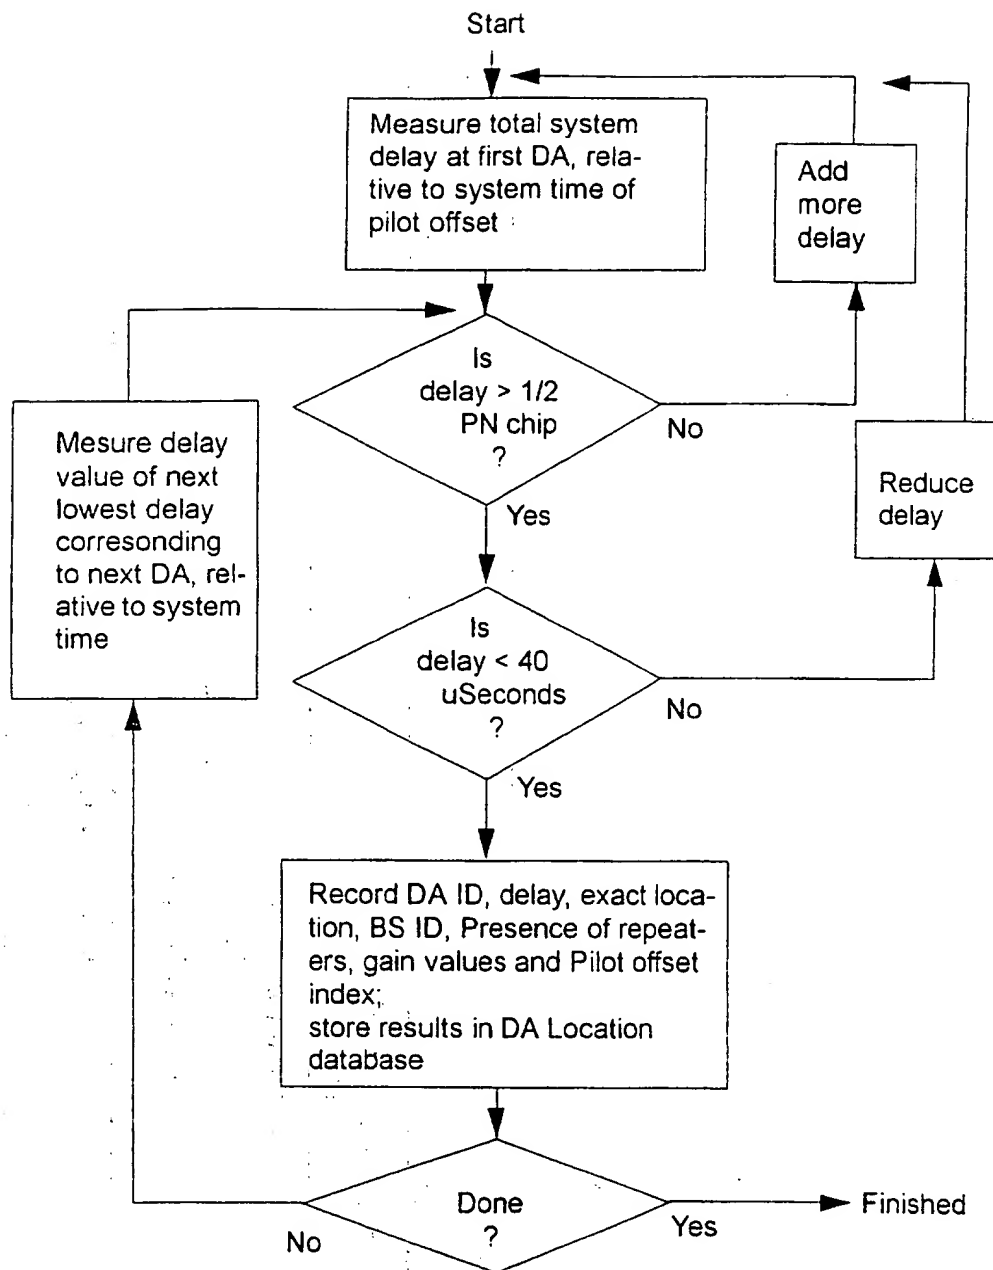 Start
Measure total system
delay at first DA, rela-
tive to system time of
pilot offset
Add
more
delay
Is
delay > 1/2
PN chip
?
No
Yes
Mesure delay
value of next
lowest delay
corresonding
to next DA, rel-
ative to system
time
Reduce
delay
Is
delay < 40
uSeconds
?
No
Yes
Record DA ID, delay, exact loca-
tion, BS ID, Presence of repeat-
ers, gain values and Pilot offset
index;
store results in DA Location
database
Done
?
No
Yes
Finished